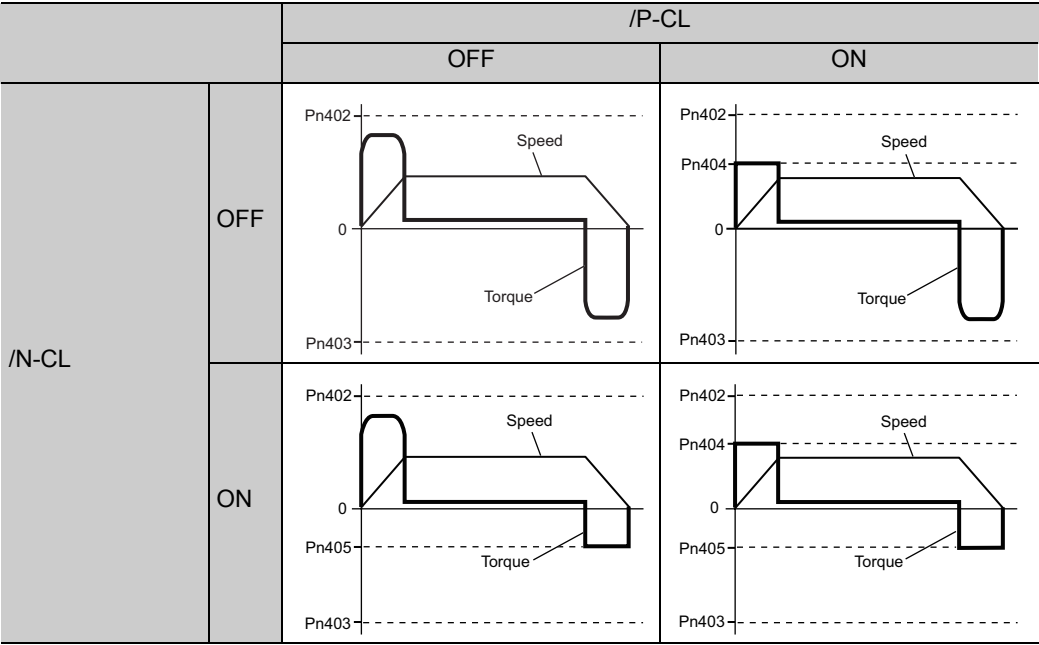 /P-CL
OFF
ON
/N-CL
OFF
Pn402
Speed
0
Torque
Pn403
Pn402
Pn404
Speed
0
Torque
Pn403
ON
Pn402
Speed
0
Pn405
Torque
Pn403
Pn402
Pn404
Speed
0
Pn405
Torque
Pn403